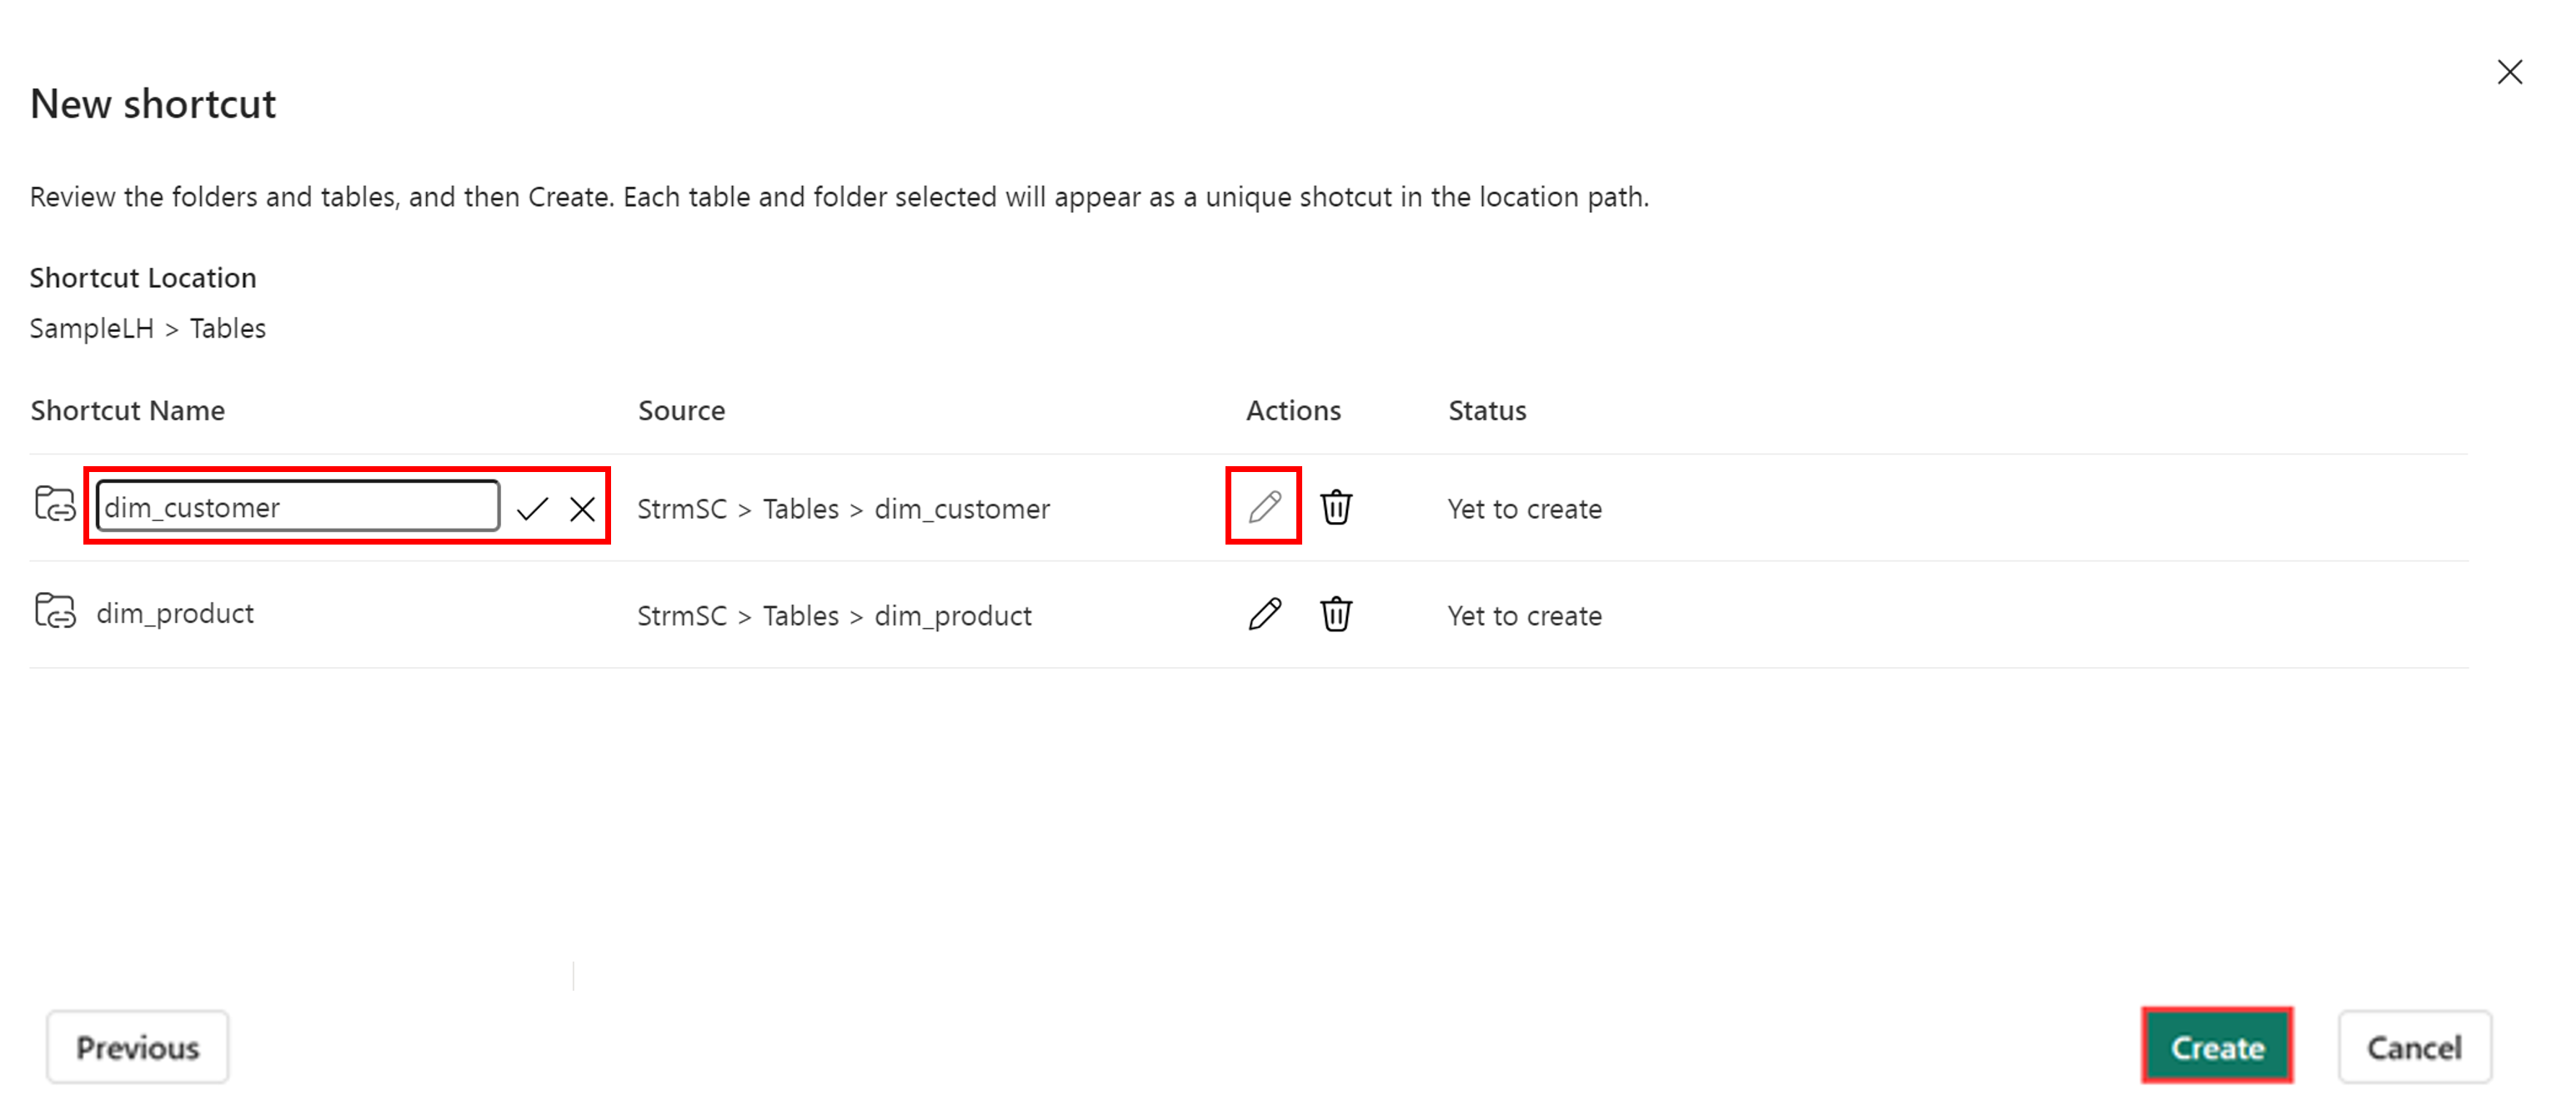 New shortcut
Review the folders and tables, and then Create. Each table and folder selected will appear as a unique shotcut in the location path.
Shortcut Location
SampleLH > Tables
Shortcut Name Source Actions Status
dim_customer StrmSC > Tables > dim_customer Yet to create
dim_product StrmSC > Tables > dim_product Yet to create
Previous Create Cancel